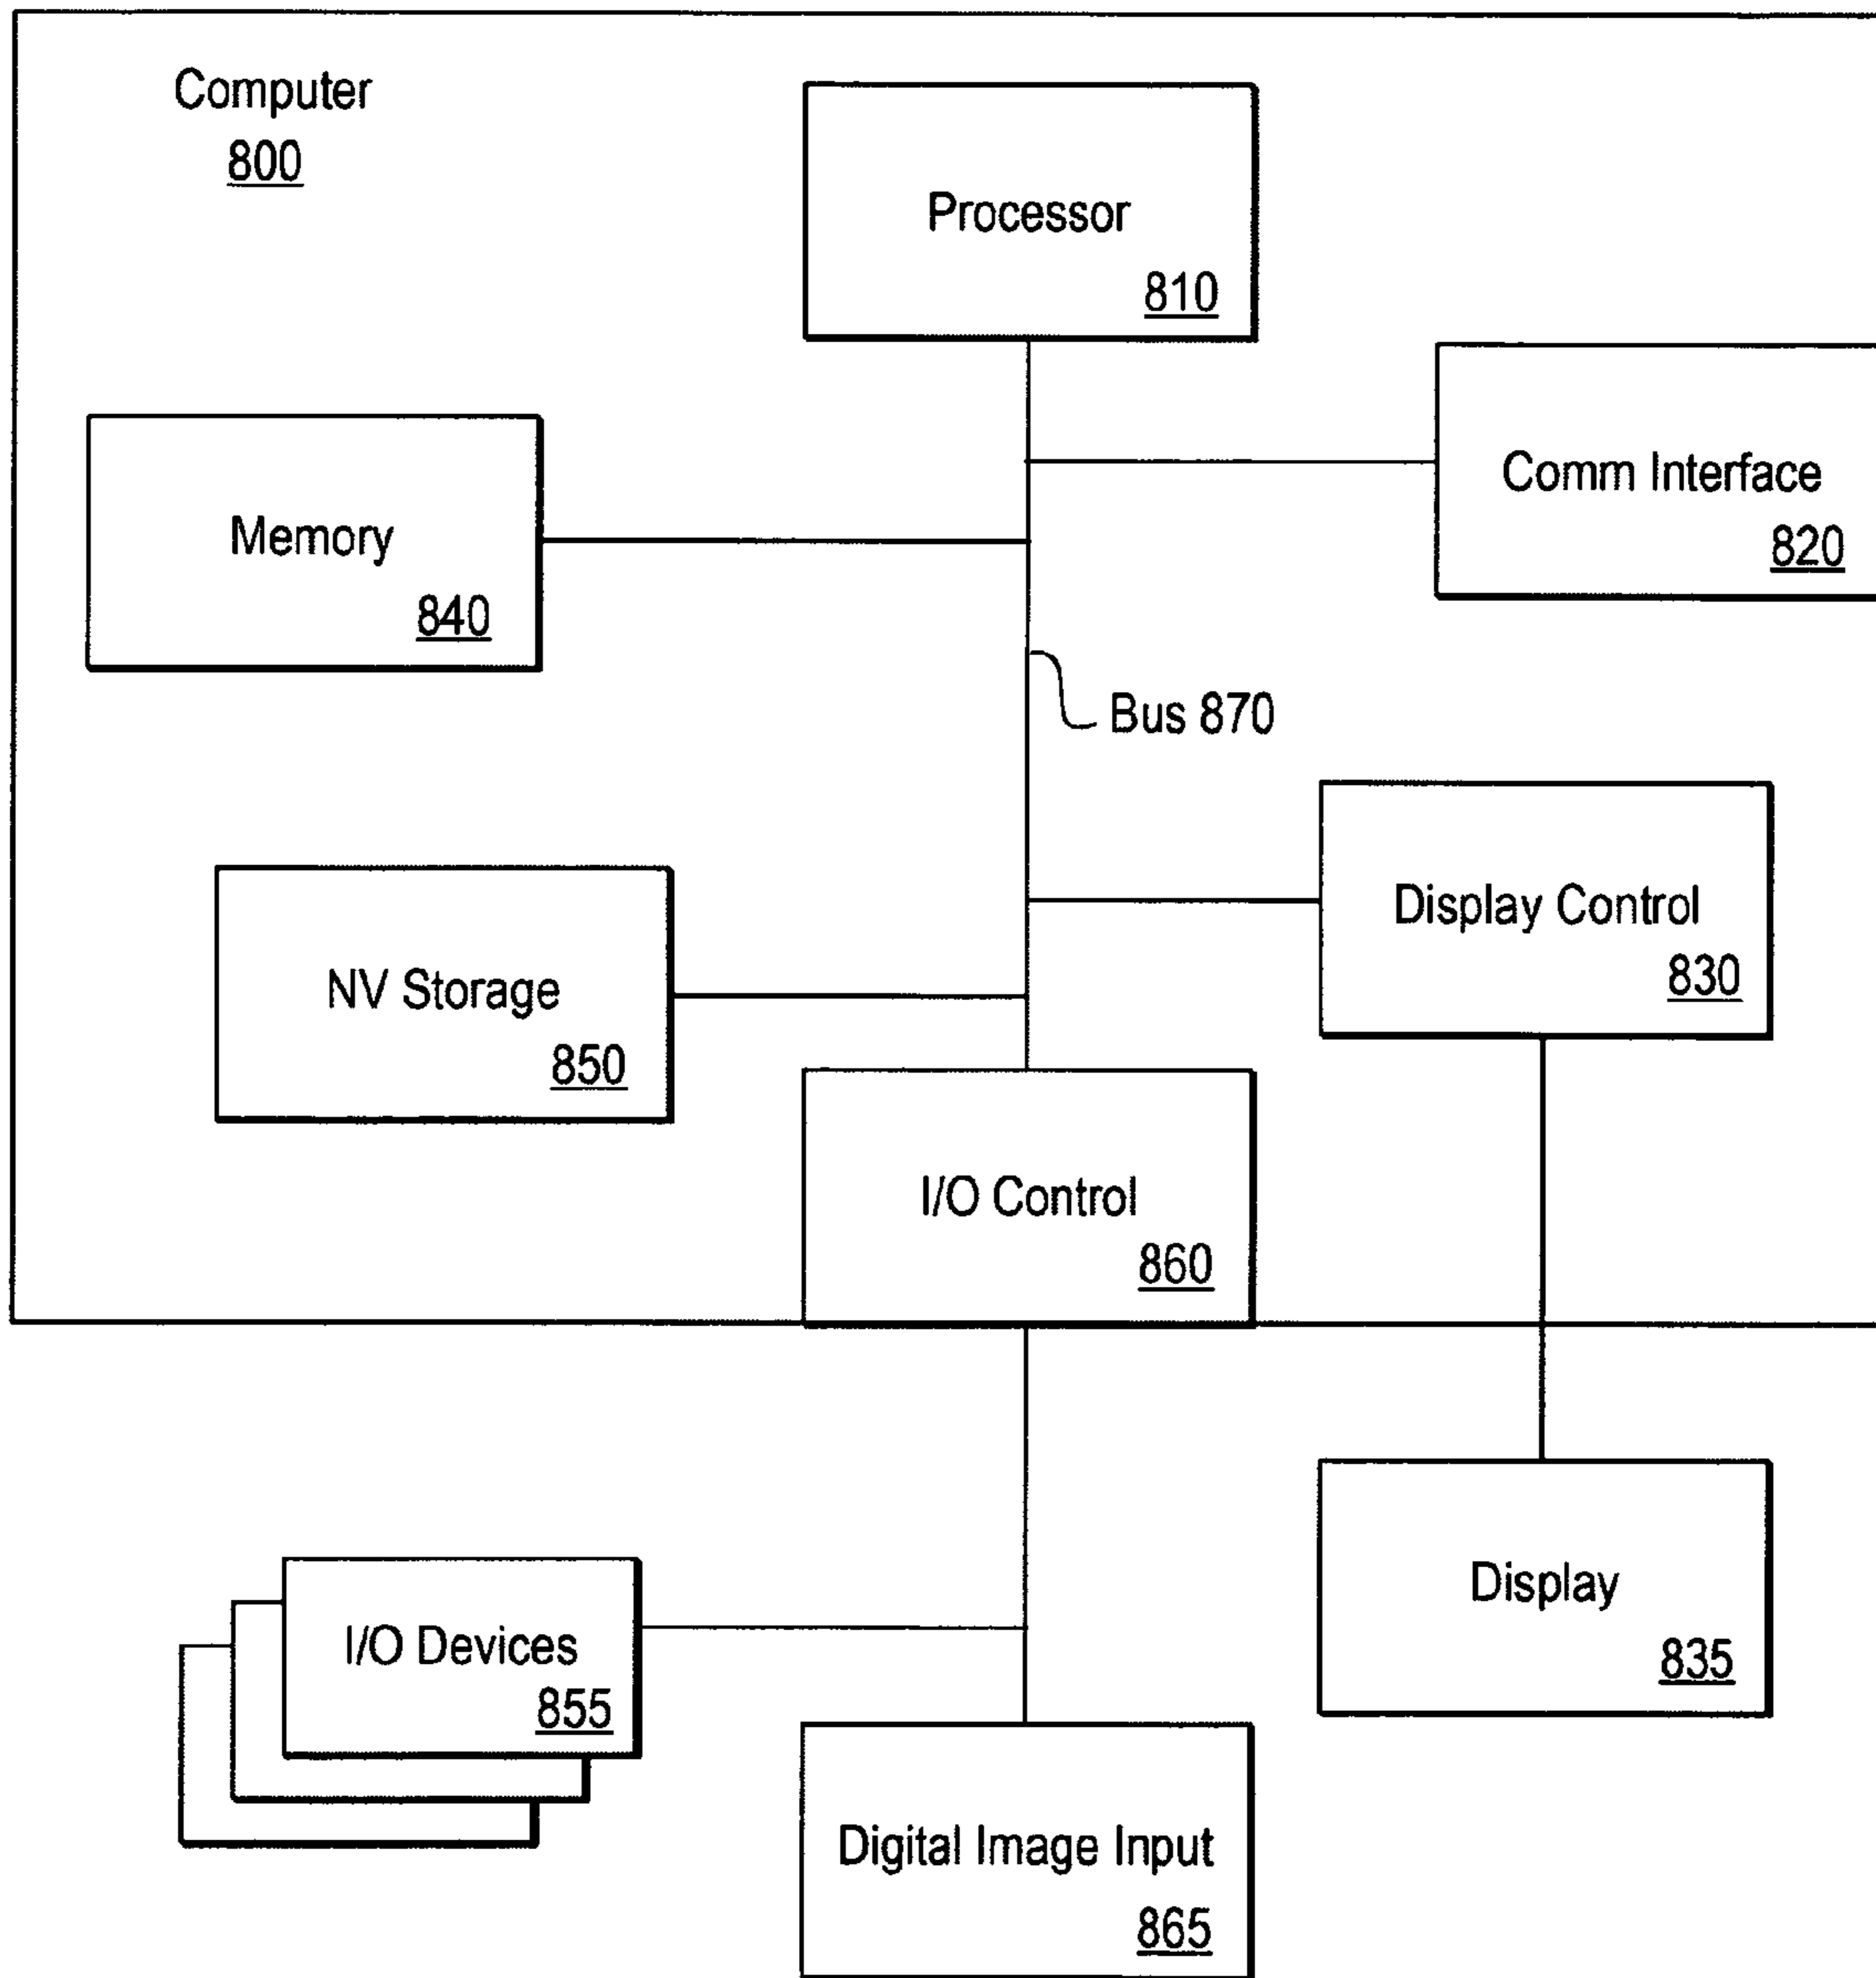 Computer
800
Processor
810
Comm Interface
820
Memory
840
Bus 870
Display Control
830
NV Storage
850
I/O Control
860
I/O Devices
855
Display
835
Digital Image Input
865